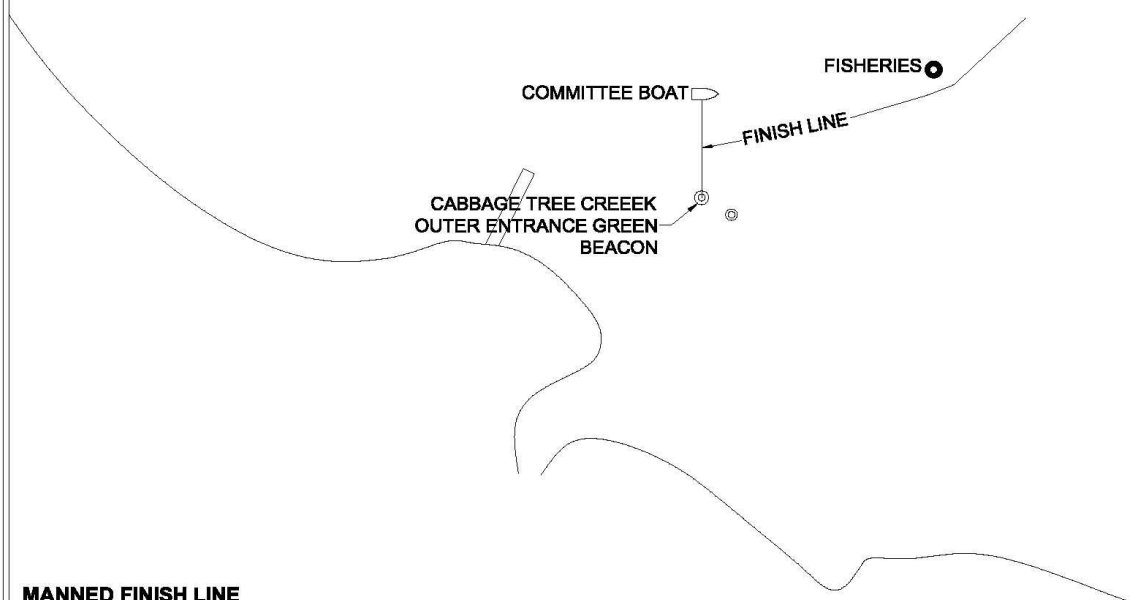 FISHERIES
COMMITTEE BOAT
FINISH LINE
CABBAGE TREE CREEEK
OUTER ENTRANCE GREEN
BEACON
MANNED FINISH LINE